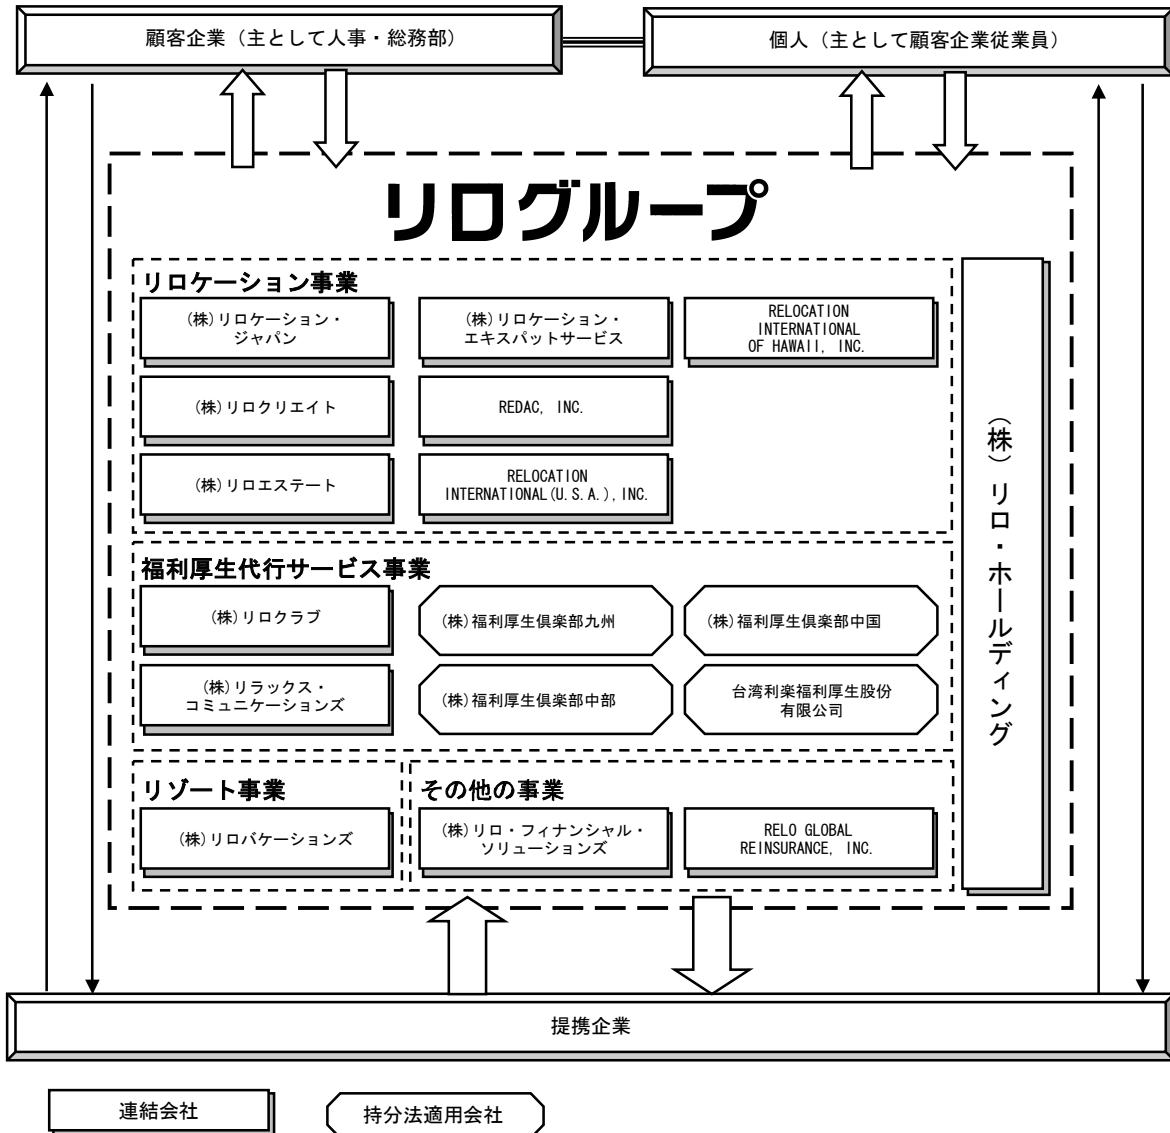 顧客企業（主として人事・総務部）
個人（主として顧客企業従業員）
リログループ
リロケーション事業
(株)リロケーション・
ジャパン
(株)リロケーション・
エキスパットサービス
RELOCATION
INTERNATIONAL
OF HAWAII, INC.
(株)リロクリエイト
REDAC, INC.
(株)リロエステート
RELOCATION
INTERNATIONAL(U.S.A.), INC.
福利厚生代行サービス事業
(株)リロクラブ
(株)福利厚生倶楽部九州
(株)福利厚生倶楽部中国
(株)リラックス・
コミュニケーションズ
(株)福利厚生倶楽部中部
台湾利楽福利厚生股份
有限公司
リゾート事業
(株)リロバケーションズ
その他の事業
(株)リロ・フィナンシャル・
ソリューションズ
RELO GLOBAL
REINSURANCE, INC.
（株）リロ・ホールディング
提携企業
連結会社
持分法適用会社